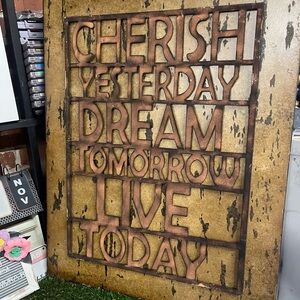 CHERISH
YESTERDAY
DREAM
TOMORROW
LIVE
TODAY
NOV